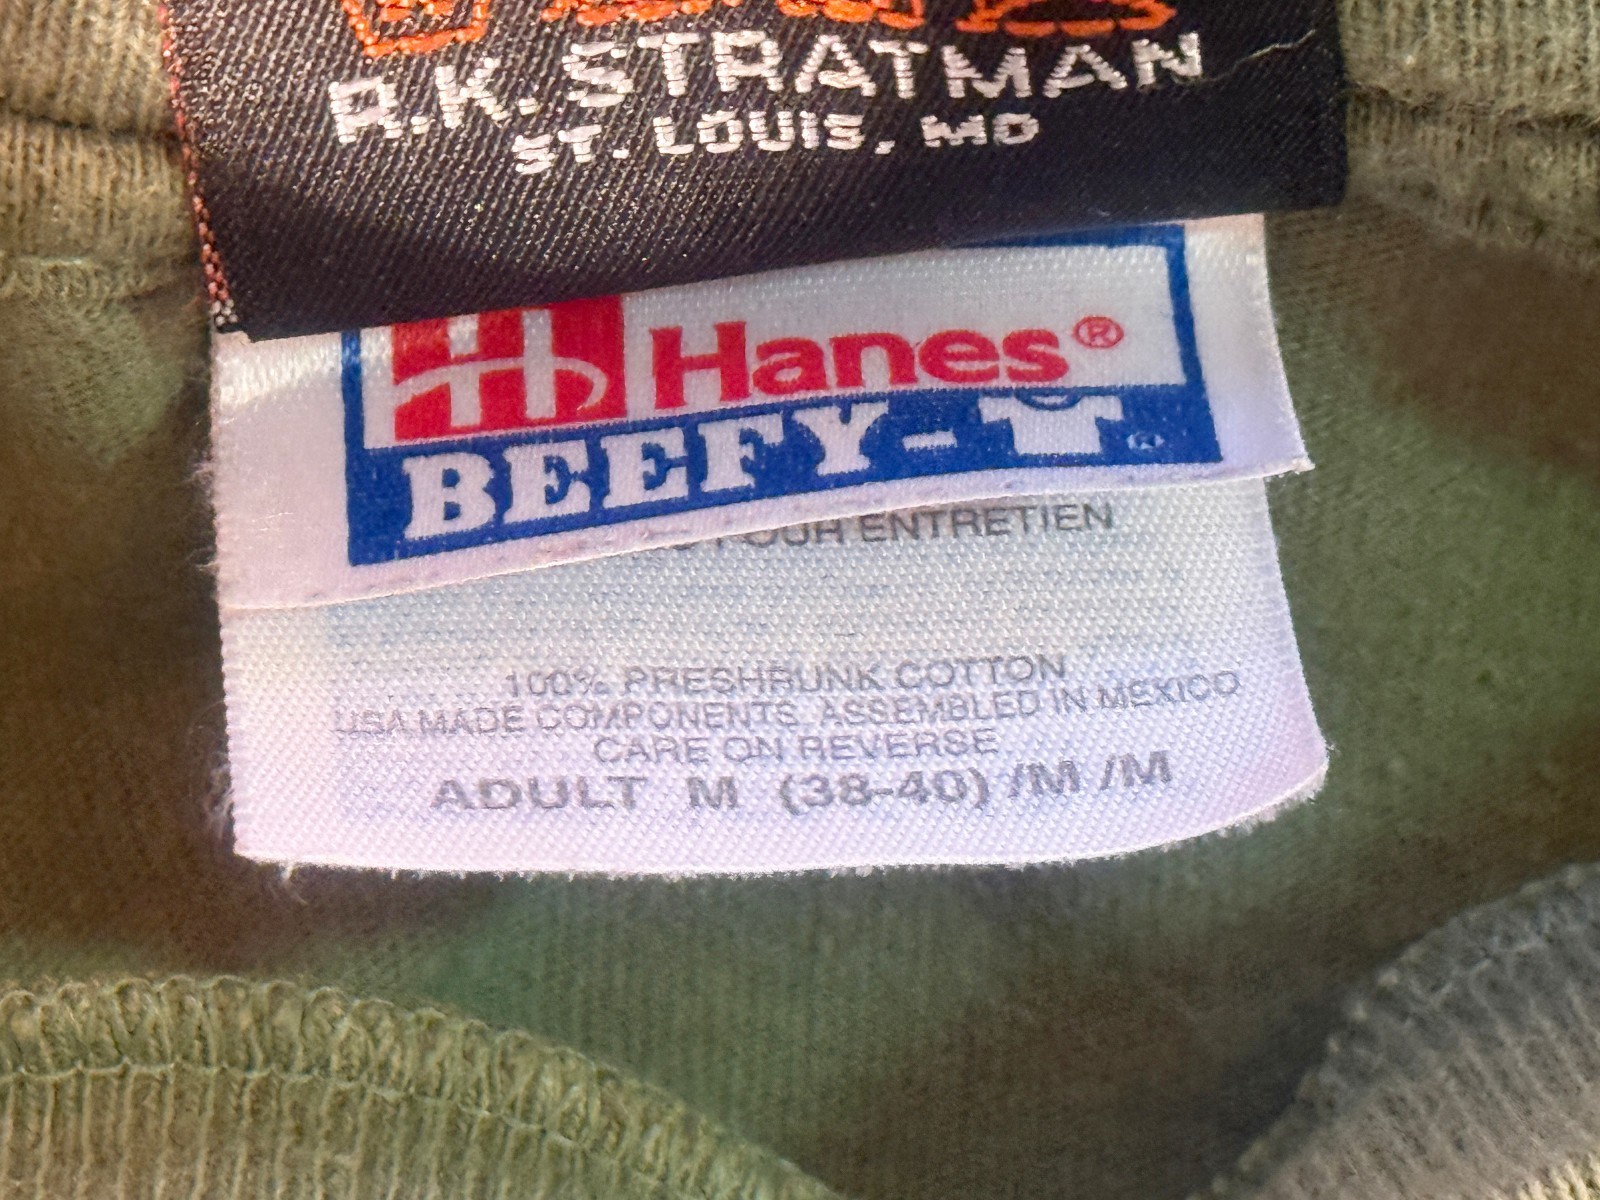 R.K. STRATMAN
ST. LOUIS, MO
H Hanes®
BEEFY-T®
POUR ENTRETIEN
100% PRESHRUNK COTTON
USA MADE COMPONENTS, ASSEMBLED IN MEXICO
CARE ON REVERSE
ADULT M (38-40) /M /M